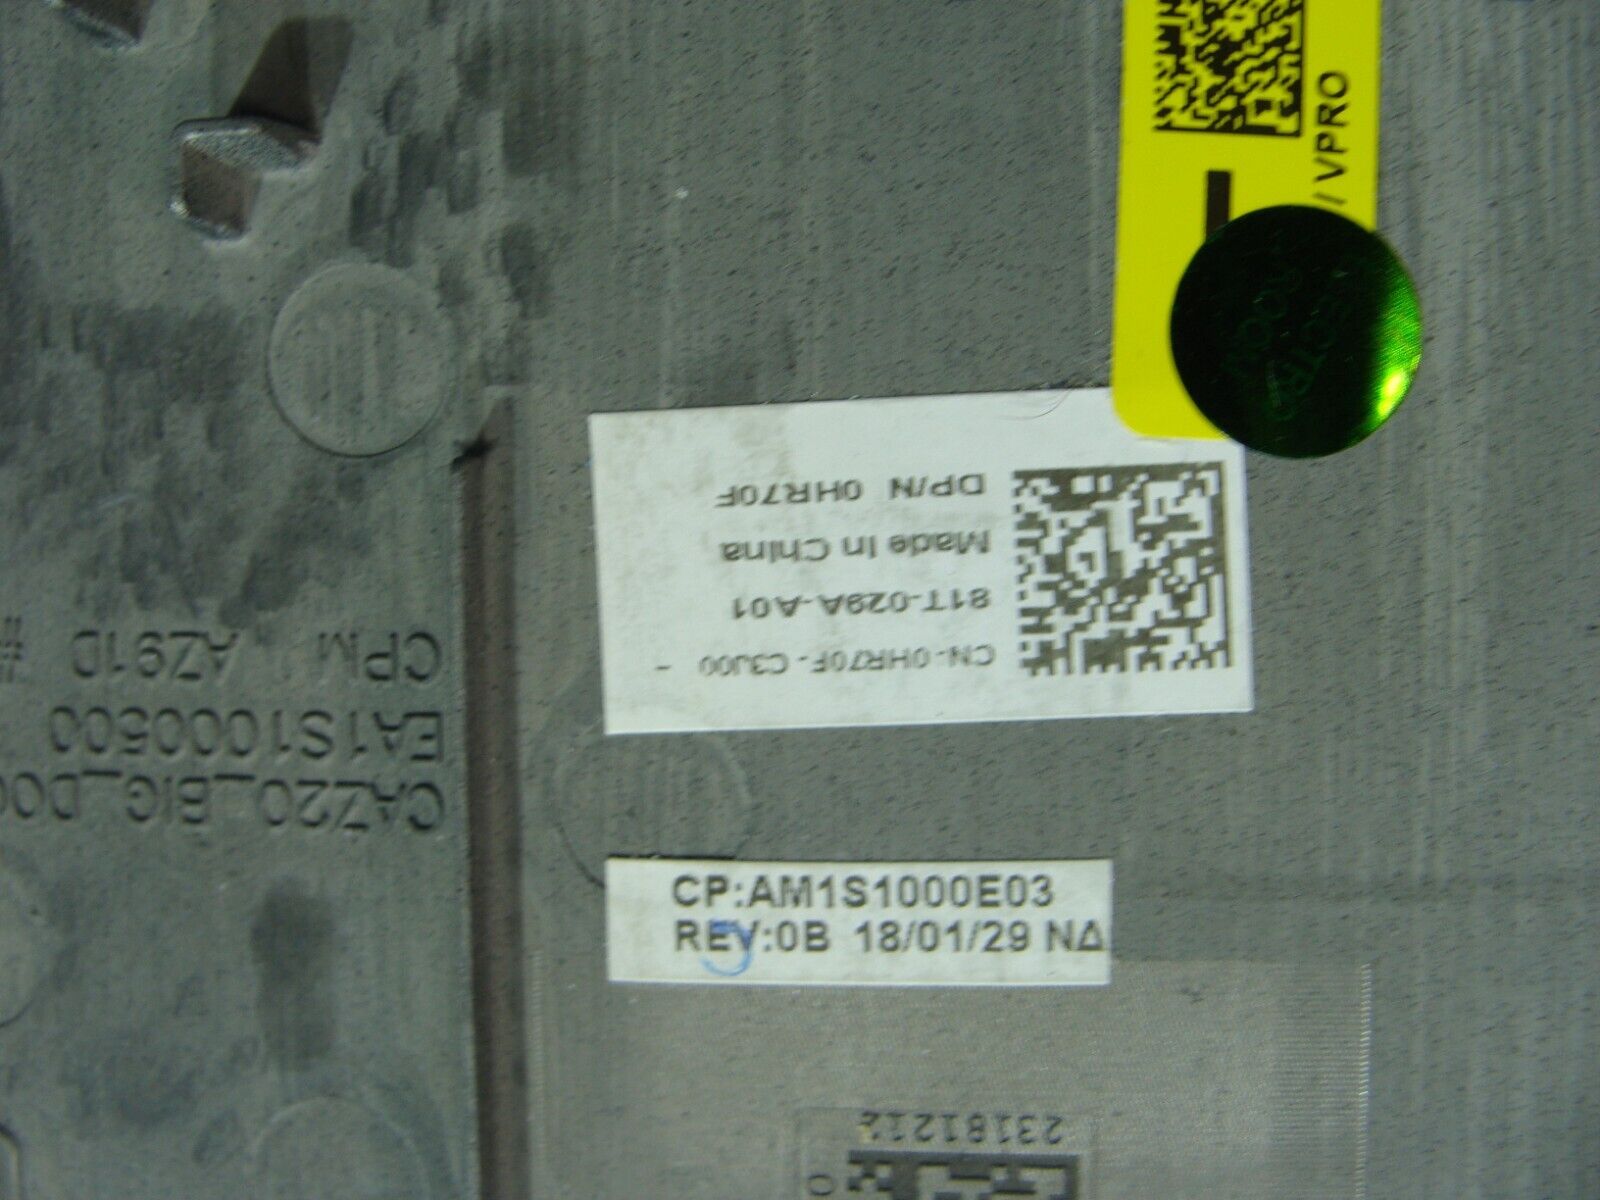 / VPRO
DP/N 0HR70F
Made In China
81T-029A-A01
CN-0HR70F-C3J00 -
CPM AZ91D #
EA1S1000500
CAZ20_BIG_DOO
CP:AM1S1000E03
REV:0B 18/01/29 NΔ
23181212